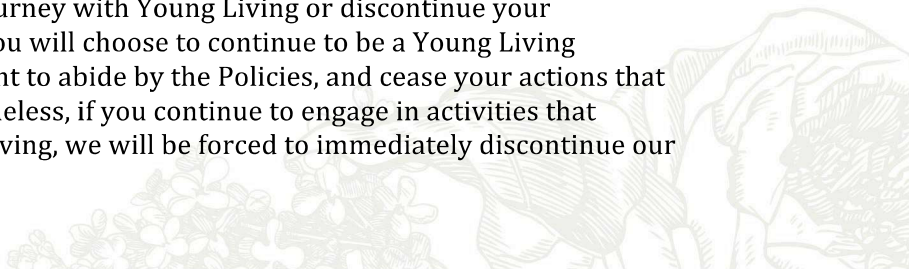 urney with Young Living or discontinue your
ou will choose to continue to be a Young Living
nt to abide by the Policies, and cease your actions that
eless, if you continue to engage in activities that
ving, we will be forced to immediately discontinue our